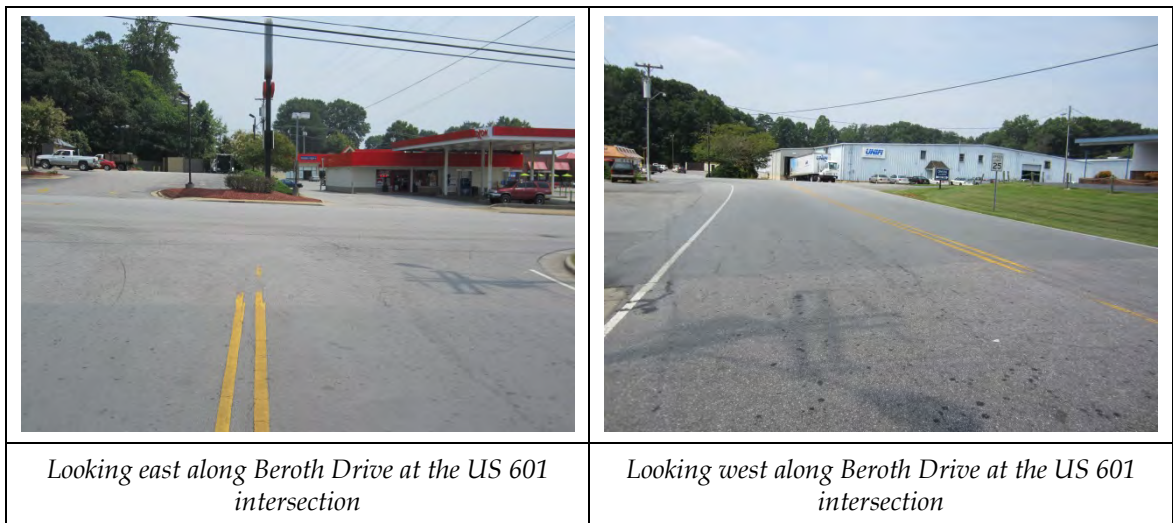 UNIFI
25
Looking east along Beroth Drive at the US 601
intersection
Looking west along Beroth Drive at the US 601
intersection